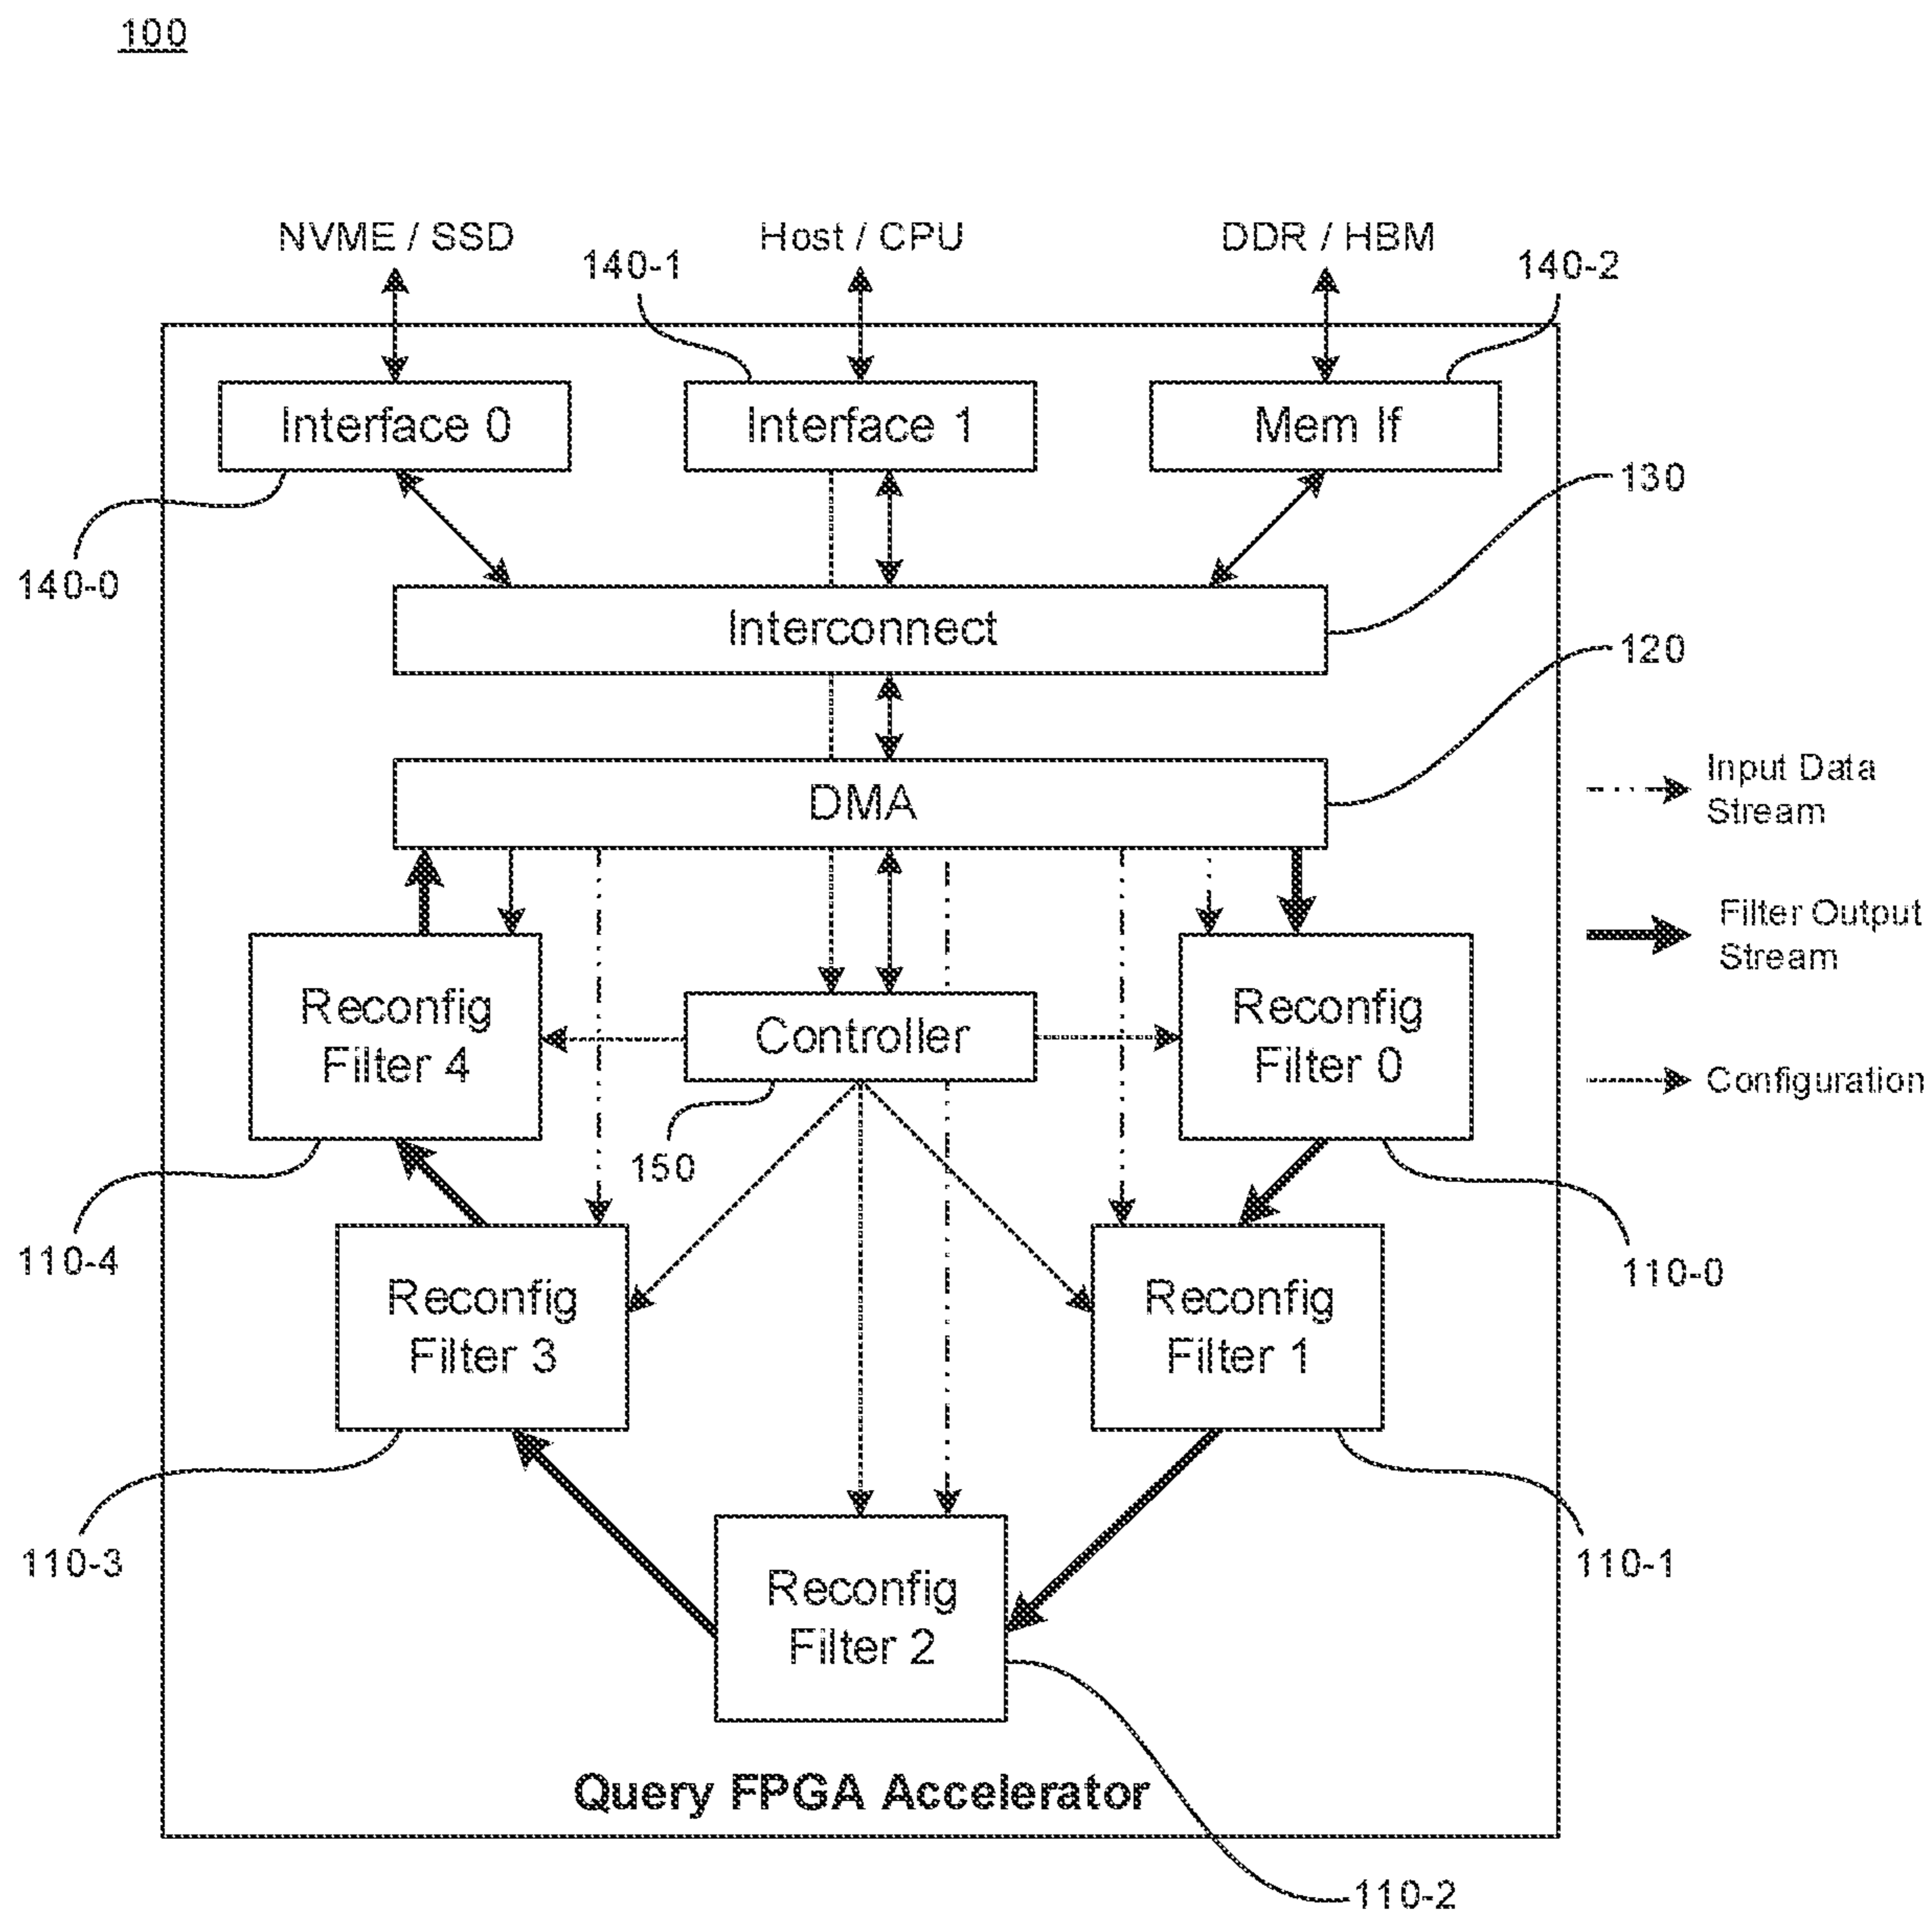 100
NVME / SSD
Host / CPU
DDR / HBM
140-1
140-2
Interface 0
Interface 1
Mem If
130
140-0
Interconnect
120
DMA
Input Data
Stream
Filter Output
Stream
Reconfig
Filter 4
Controller
Reconfig
Filter 0
Configuration
150
110-4
110-0
Reconfig
Filter 3
Reconfig
Filter 1
110-3
110-1
Reconfig
Filter 2
Query FPGA Accelerator
110-2